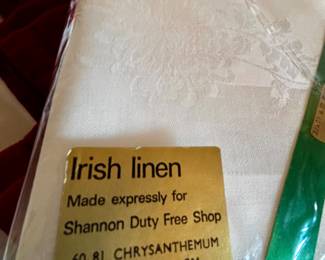 Irish linen
Made expressly for
Shannon Duty Free Shop
60 81 CHRYSANTHEMUM